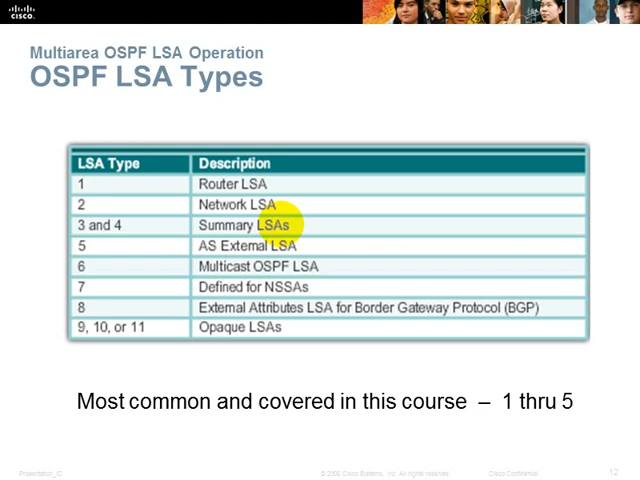 CISCO.
Multiarea OSPF LSA Operation
OSPF LSA Types
LSA Type Description
1 Router LSA
2 Network LSA
3 and 4 Summary LSAs
5 AS External LSA
6 Multicast OSPF LSA
7 Defined for NSSAs
8 External Attributes LSA for Border Gateway Protocol (BGP)
9, 10, or 11 Opaque LSAs
Most common and covered in this course – 1 thru 5
Presentation_ID © 2008 Cisco Systems, Inc. All rights reserved. Cisco Confidential 12